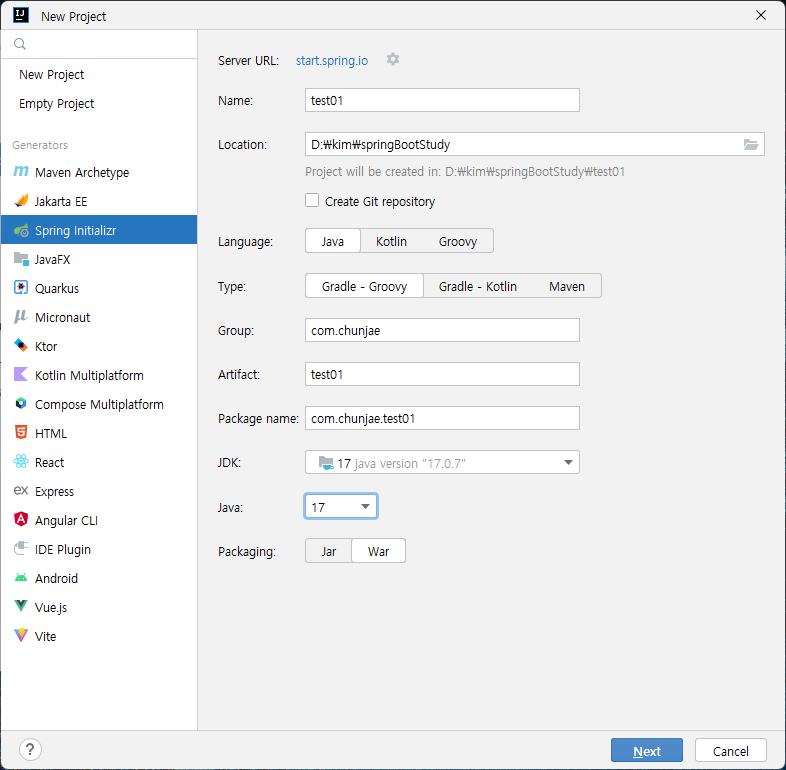 New Project
New Project
Empty Project
Generators
Maven Archetype
Jakarta EE
Spring Initializr
JavaFX
Quarkus
Micronaut
Ktor
Kotlin Multiplatform
Compose Multiplatform
HTML
React
Express
Angular CLI
IDE Plugin
Android
Vue.js
Vite
Server URL: start.spring.io
Name: test01
Location: D:₩kim₩springBootStudy
Project will be created in: D:₩kim₩springBootStudy₩test01
Create Git repository
Language: Java Kotlin Groovy
Type: Gradle - Groovy Gradle - Kotlin Maven
Group: com.chunjae
Artifact: test01
Package name: com.chunjae.test01
JDK: 17 java version "17.0.7"
Java: 17
Packaging: Jar War
? Next Cancel